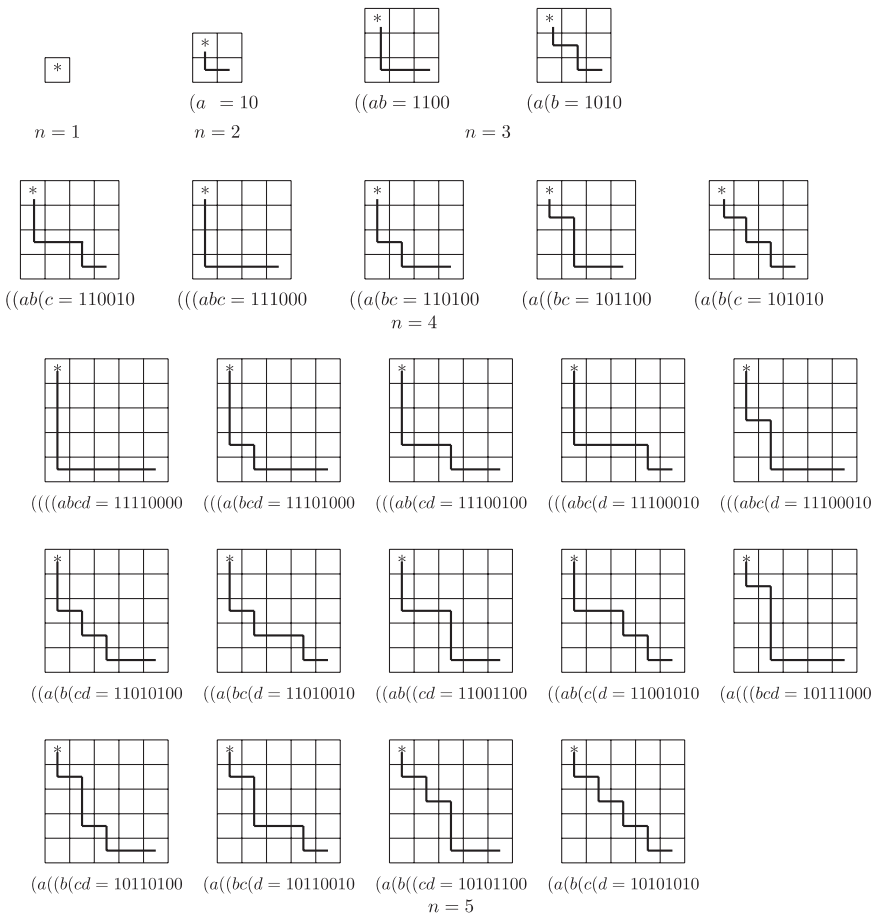 * * * *
(a = 10 ((ab = 1100 (a(b = 1010
n = 1 n = 2 n = 3
* * * * *
((ab(c = 110010 (((abc = 111000 ((a(bc = 110100 (a((bc = 101100 (a(b(c = 101010
n = 4
* * * * *
((((abcd = 11110000 (((a(bcd = 11101000 (((ab(cd = 11100100 (((abc(d = 11100010 (((abc(d = 11100010
* * * * *
((a(b(cd = 11010100 ((a(bc(d = 11010010 ((ab((cd = 11001100 ((ab(c(d = 11001010 (a(((bcd = 10111000
* * * *
(a((b(cd = 10110100 (a((bc(d = 10110010 (a(b((cd = 10101100 (a(b(c(d = 10101010
n = 5